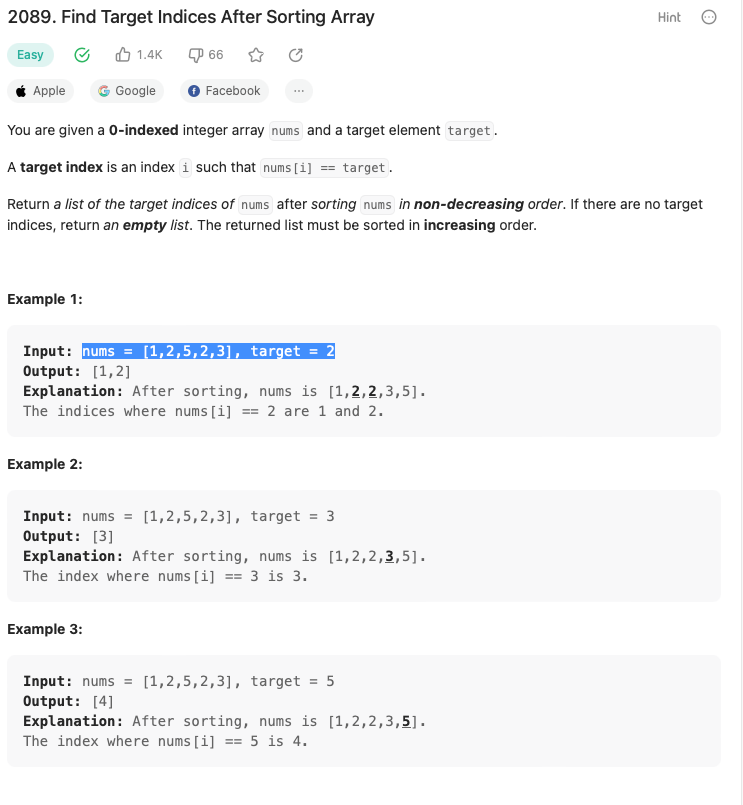 2089. Find Target Indices After Sorting Array
Hint
Easy
1.4K
66
Apple
Google
Facebook
You are given a 0-indexed integer array nums and a target element target.
A target index is an index i such that nums[i] == target.
Return a list of the target indices of nums after sorting nums in non-decreasing order. If there are no target
indices, return an empty list. The returned list must be sorted in increasing order.
Example 1:
Input: nums = [1,2,5,2,3], target = 2
Output: [1,2]
Explanation: After sorting, nums is [1,2,2,3,5].
The indices where nums[i] == 2 are 1 and 2.
Example 2:
Input: nums = [1,2,5,2,3], target = 3
Output: [3]
Explanation: After sorting, nums is [1,2,2,3,5].
The index where nums[i] == 3 is 3.
Example 3:
Input: nums = [1,2,5,2,3], target = 5
Output: [4]
Explanation: After sorting, nums is [1,2,2,3,5].
The index where nums[i] == 5 is 4.